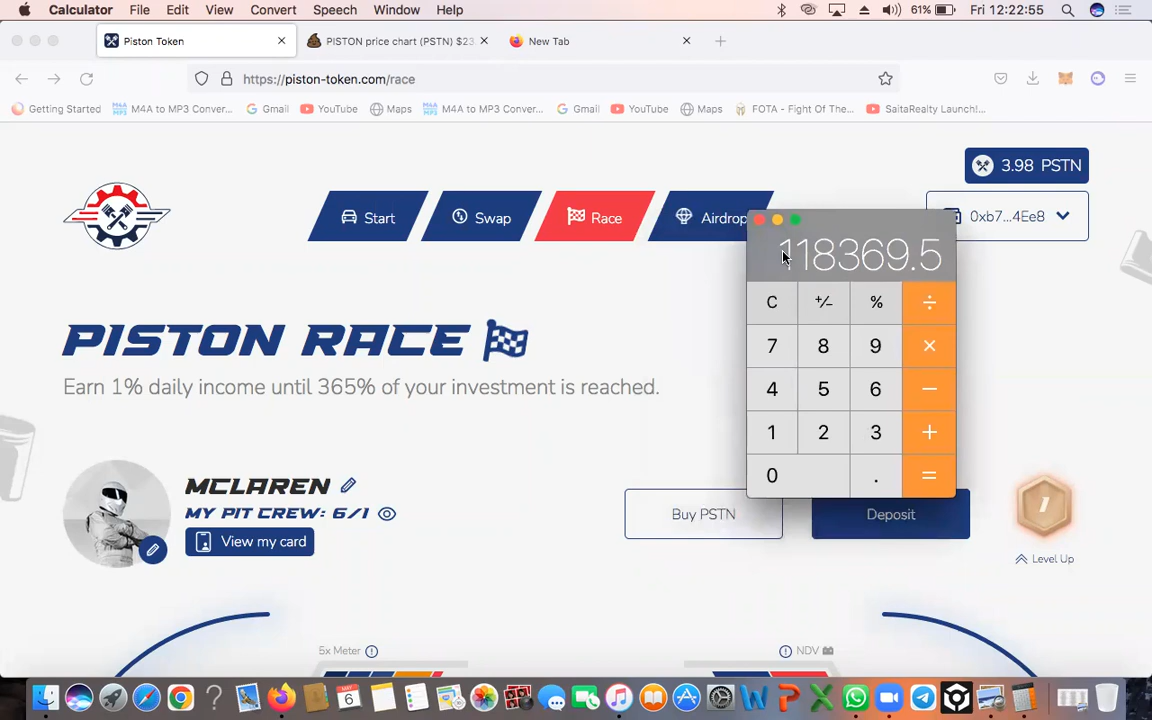 Calculator File Edit View Convert Speech Window Help 61% Fri 12:22:55
Piston Token PISTON price chart (PSTN) $23 New Tab
https://piston-token.com/race
Getting Started M4A to MP3 Conver... Gmail YouTube Maps M4A to MP3 Conver... Gmail YouTube Maps FOTA - Fight Of The... SaitaRealty Launch!...
3.98 PSTN
Start Swap Race Airdrop 0xb7...4Ee8
118369.5
C +/− % ÷
PISTON RACE
7 8 9 ×
Earn 1% daily income until 365% of your investment is reached.
4 5 6 −
1 2 3 +
0 . =
MCLAREN
MY PIT CREW: 6/1
Buy PSTN Deposit 1
View my card
Level Up
5x Meter NDV
MAY 6